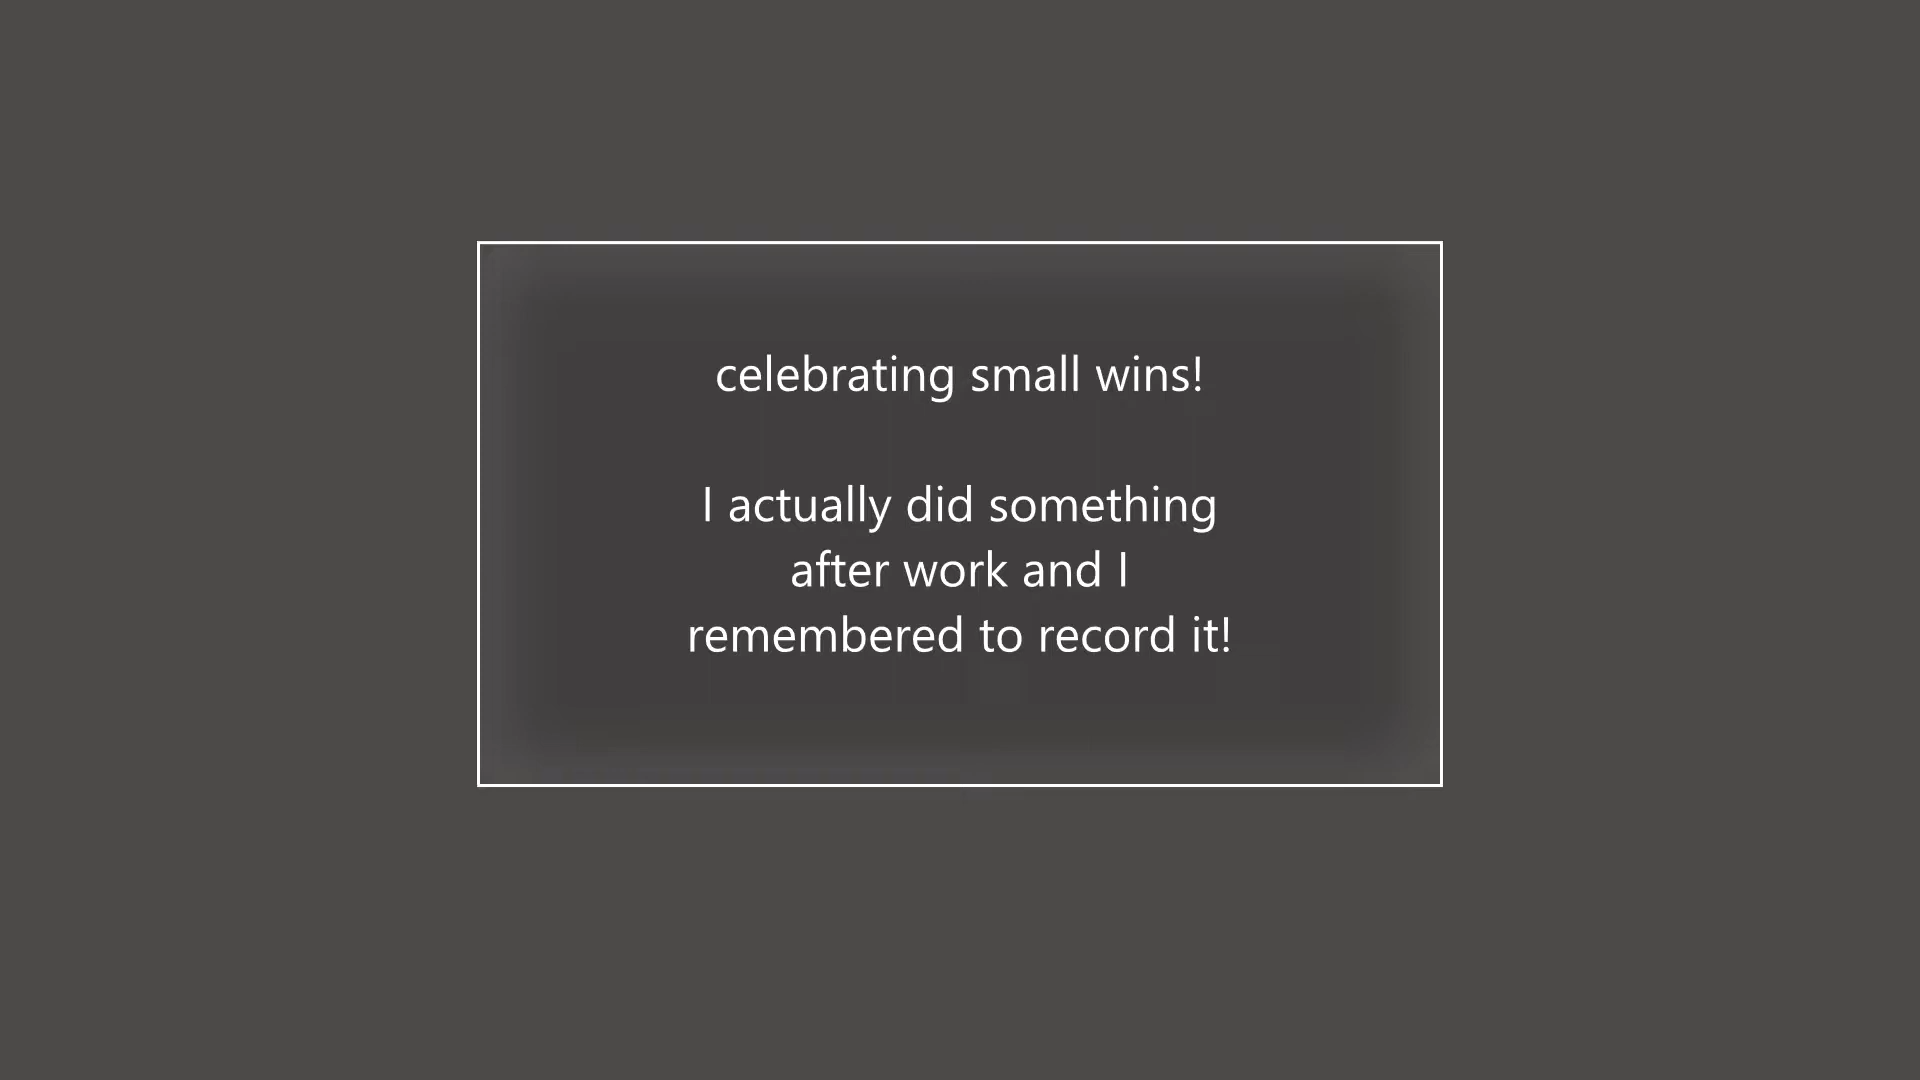 celebrating small wins!
I actually did something
after work and I
remembered to record it!